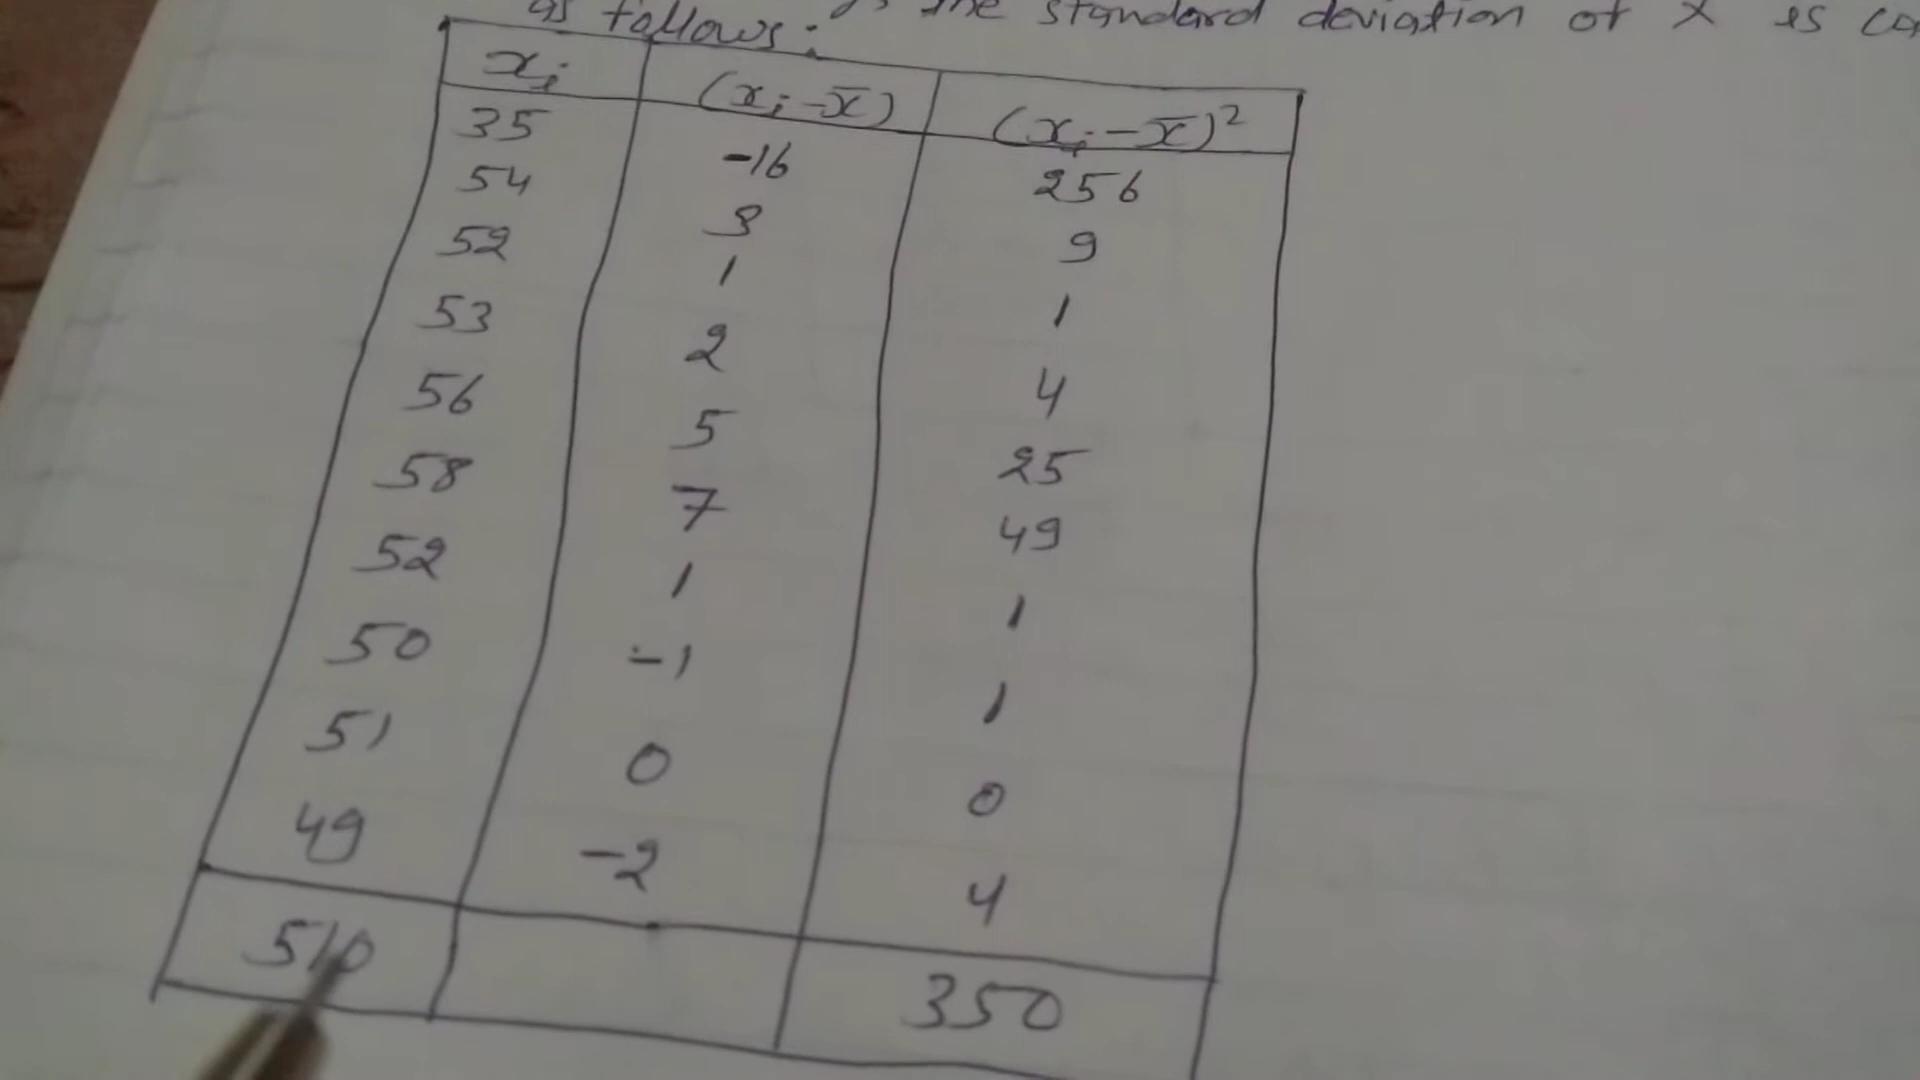 the standard deviation of X is
as follows:
xi (xi - x̄) (xi - x̄)²
35 -16 256
54 3 9
52 1 1
53 2 4
56 5 25
58 7 49
52 1 1
50 -1 1
51 0 0
49 -2 4
510 350